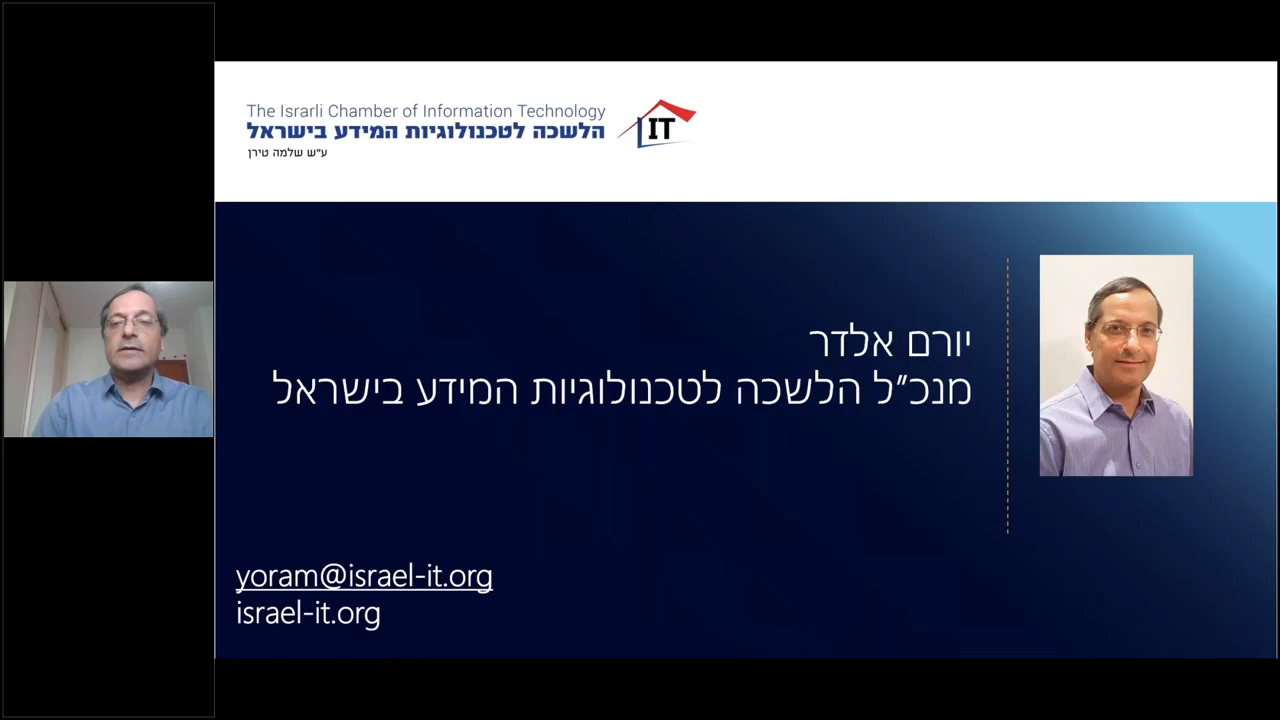 The Israrli Chamber of Information Technology
הלשכה לטכנולוגיות המידע בישראל
ע"ש שלמה טירן
IT
יורם אלדר
מנכ"ל הלשכה לטכנולוגיות המידע בישראל
yoram@israel-it.org
israel-it.org